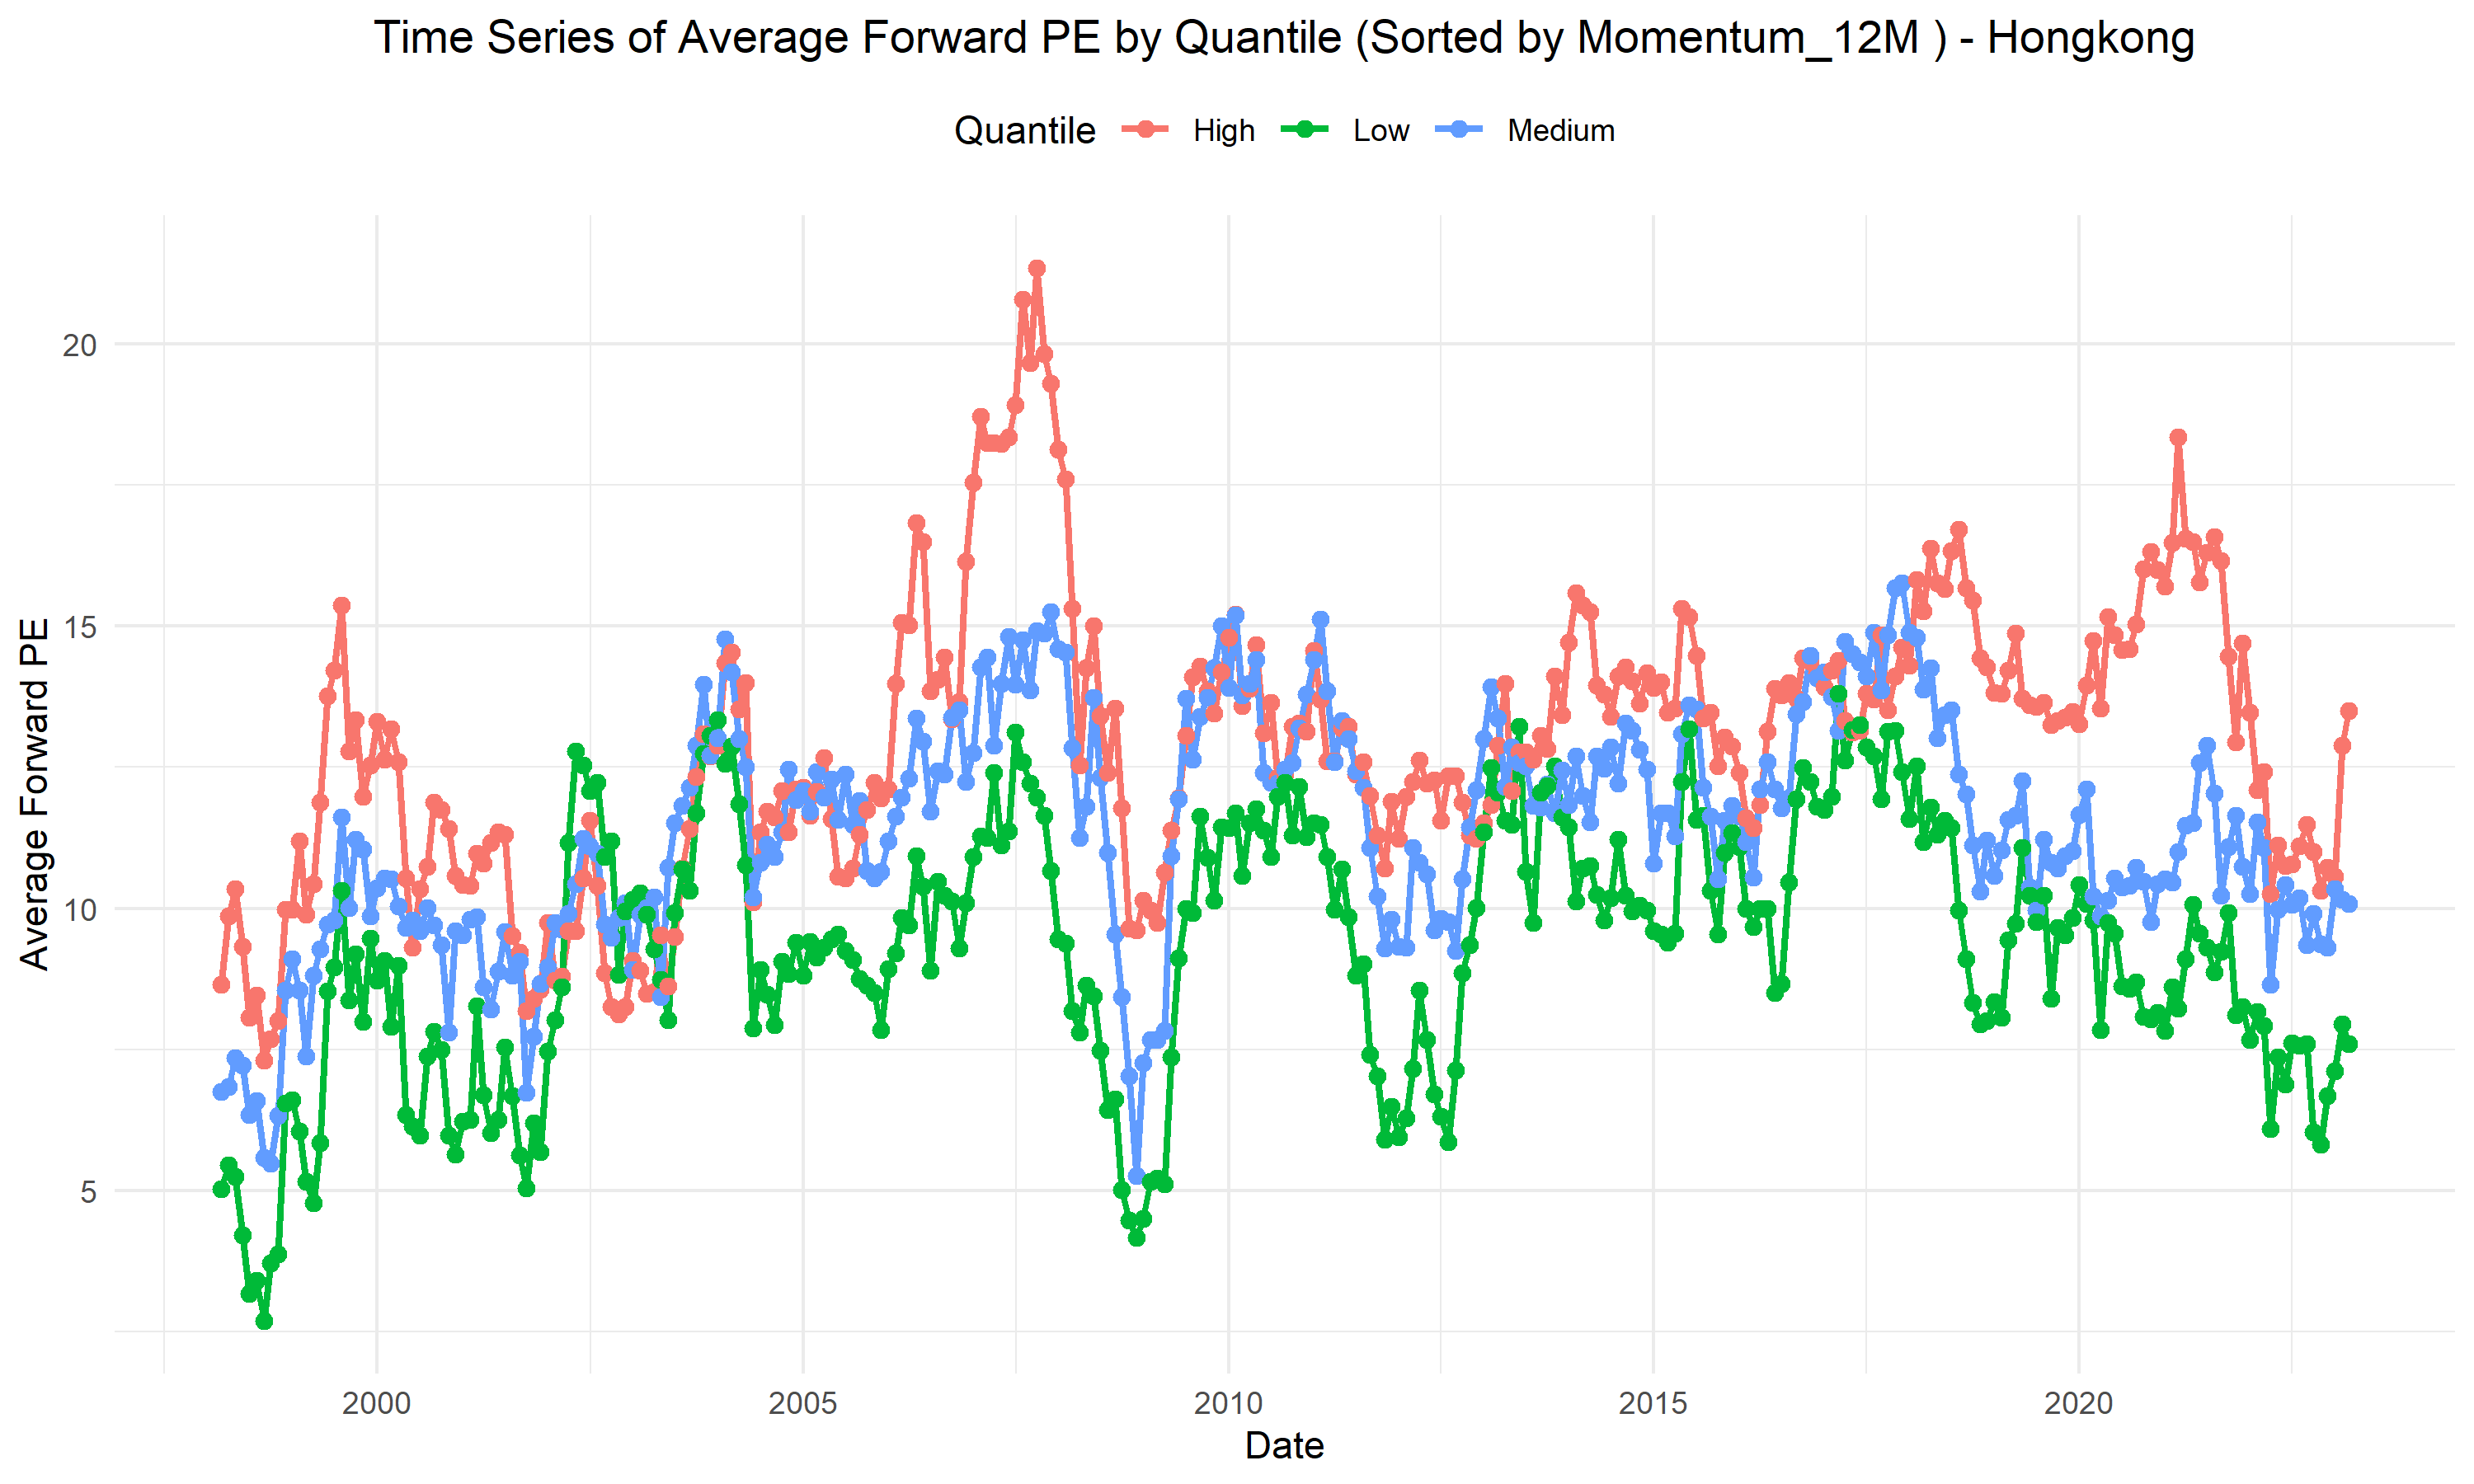 Time Series of Average Forward PE by Quantile (Sorted by Momentum_12M ) - Hongkong
Quantile High Low Medium
Average Forward PE
20
15
10
5
2000 2005 2010 2015 2020
Date